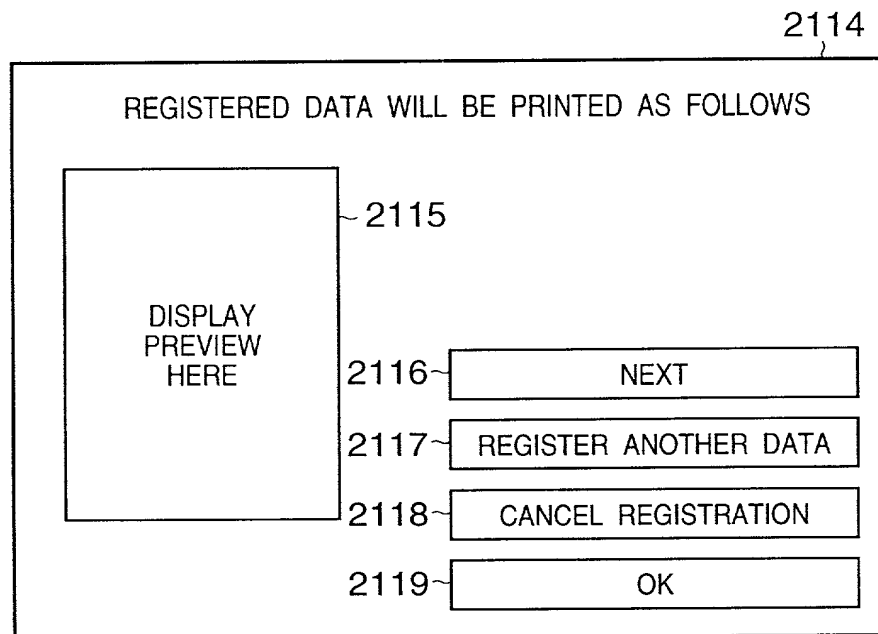 2114
REGISTERED DATA WILL BE PRINTED AS FOLLOWS
2115
DISPLAY
PREVIEW
HERE
2116 NEXT
2117 REGISTER ANOTHER DATA
2118 CANCEL REGISTRATION
2119 OK